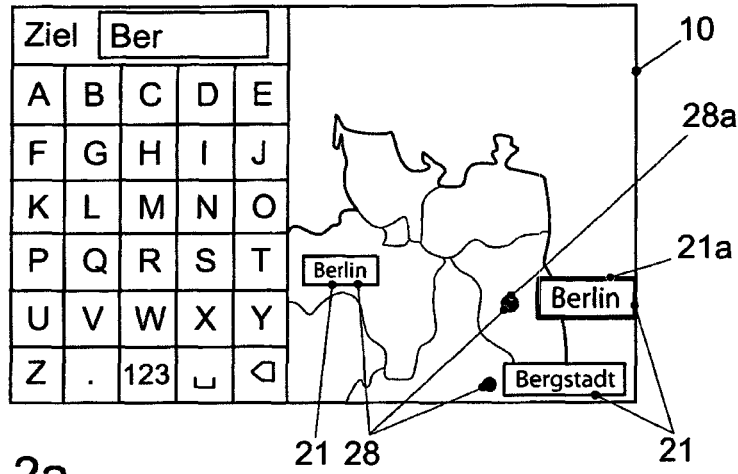 Ziel Ber
A B C D E
F G H I J
K L M N O
P Q R S T
U V W X Y
Z . 123 ␣
10
28a
21a
Berlin
Berlin
Bergstadt
21 28 21
2a